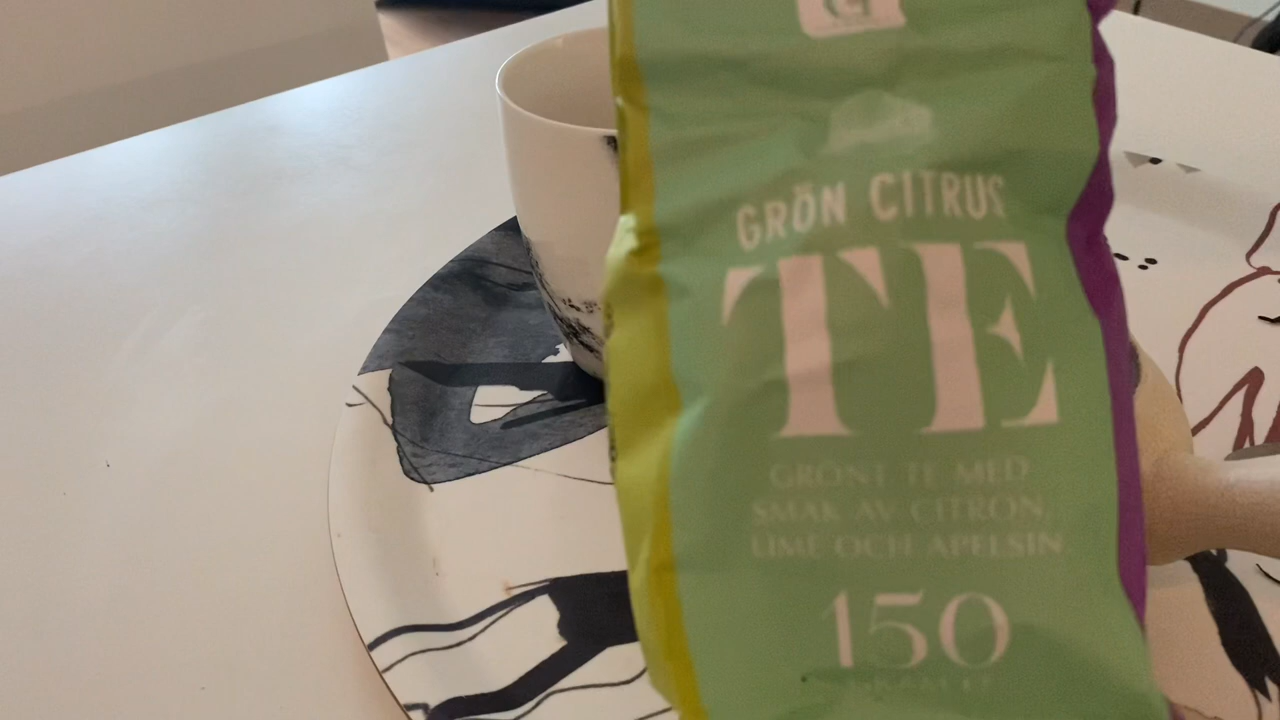 GRÖN CITRUS
TE
GRÖNT TE MED
SMAK AV CITRON,
LIME OCH APELSIN
150